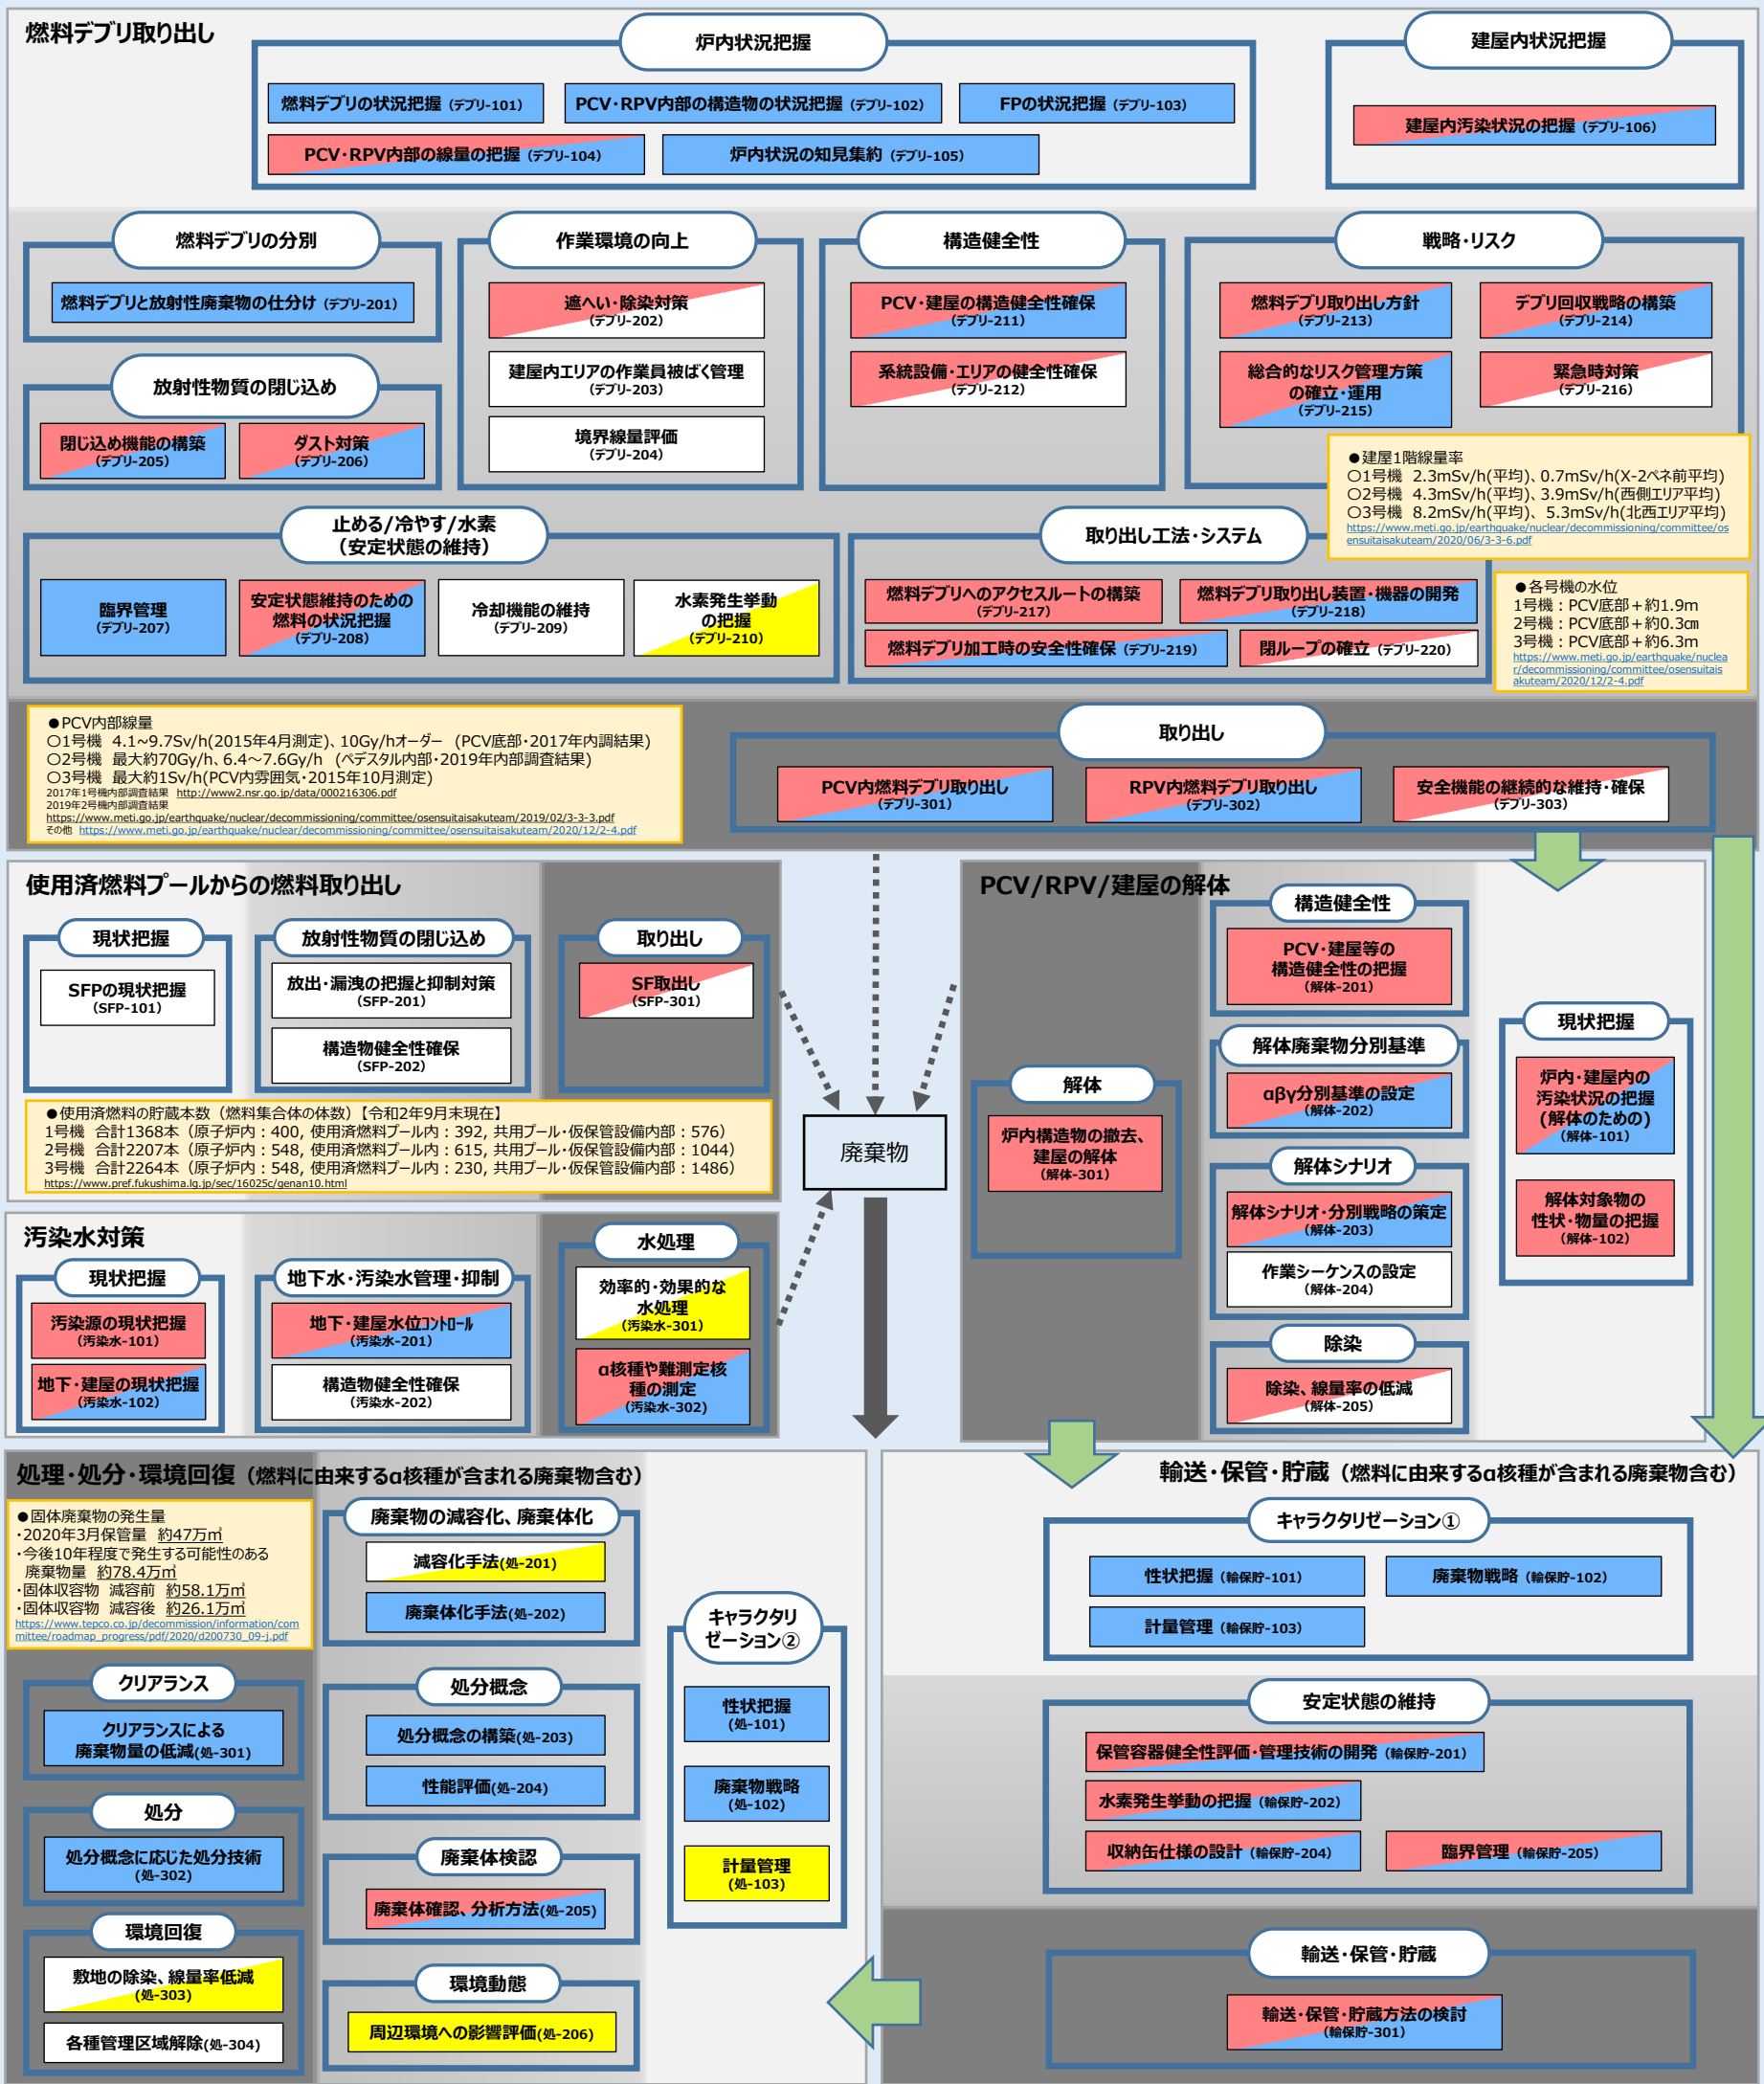 燃料デブリ取り出し
炉内状況把握
燃料デブリの状況把握（デブリ-101）
PCV・RPV内部の構造物の状況把握（デブリ-102）
FPの状況把握（デブリ-103）
PCV・RPV内部の線量の把握（デブリ-104）
炉内状況の知見集約（デブリ-105）
建屋内状況把握
建屋内汚染状況の把握（デブリ-106）
燃料デブリの分別
燃料デブリと放射性廃棄物の仕分け（デブリ-201）
放射性物質の閉じ込め
閉じ込め機能の構築
（デブリ-205）
ダスト対策
（デブリ-206）
作業環境の向上
遮へい・除染対策
（デブリ-202）
建屋内エリアの作業員被ばく管理
（デブリ-203）
境界線量評価
（デブリ-204）
構造健全性
PCV・建屋の構造健全性確保
（デブリ-211）
系統設備・エリアの健全性確保
（デブリ-212）
戦略・リスク
燃料デブリ取り出し方針
（デブリ-213）
デブリ回収戦略の構築
（デブリ-214）
総合的なリスク管理方策
の確立・運用
（デブリ-215）
緊急時対策
（デブリ-216）
●建屋1階線量率
〇1号機 2.3mSv/h(平均)、0.7mSv/h(X-2ペネ前平均)
〇2号機 4.3mSv/h(平均)、3.9mSv/h(西側エリア平均)
〇3号機 8.2mSv/h(平均)、 5.3mSv/h(北西エリア平均)
https://www.meti.go.jp/earthquake/nuclear/decommissioning/committee/os
ensuitaisakuteam/2020/06/3-3-6.pdf
止める/冷やす/水素
（安定状態の維持）
臨界管理
（デブリ-207）
安定状態維持のための
燃料の状況把握
（デブリ-208）
冷却機能の維持
（デブリ-209）
水素発生挙動
の把握
（デブリ-210）
取り出し工法・システム
燃料デブリへのアクセスルートの構築
（デブリ-217）
燃料デブリ取り出し装置・機器の開発
（デブリ-218）
燃料デブリ加工時の安全性確保（デブリ-219）
閉ループの確立（デブリ-220）
●各号機の水位
1号機：PCV底部＋約1.9m
2号機：PCV底部＋約0.3㎝
3号機：PCV底部＋約6.3m
https://www.meti.go.jp/earthquake/nuclea
r/decommissioning/committee/osensuitais
akuteam/2020/12/2-4.pdf
●PCV内部線量
〇1号機 4.1~9.7Sv/h(2015年4月測定)、10Gy/hオーダー (PCV底部・2017年内調結果)
〇2号機 最大約70Gy/h、6.4～7.6Gy/h (ペデスタル内部・2019年内部調査結果)
〇3号機 最大約1Sv/h(PCV内雰囲気・2015年10月測定)
2017年1号機内部調査結果 http://www2.nsr.go.jp/data/000216306.pdf
2019年2号機内部調査結果
https://www.meti.go.jp/earthquake/nuclear/decommissioning/committee/osensuitaisakuteam/2019/02/3-3-3.pdf
その他 https://www.meti.go.jp/earthquake/nuclear/decommissioning/committee/osensuitaisakuteam/2020/12/2-4.pdf
取り出し
PCV内燃料デブリ取出し
（デブリ-301）
RPV内燃料デブリ取出し
（デブリ-302）
安全機能の継続的な維持・確保
（デブリ-303）
使用済燃料プールからの燃料取り出し
現状把握
SFPの現状把握
（SFP-101）
放射性物質の閉じ込め
放出・漏洩の把握と抑制対策
（SFP-201）
構造物健全性確保
（SFP-202）
取り出し
SF取出し
（SFP-301）
●使用済燃料の貯蔵本数（燃料集合体の体数）【令和2年9月末現在】
1号機 合計1368本（原子炉内：400, 使用済燃料プール内：392, 共用プール・仮保管設備内部：576）
2号機 合計2207本（原子炉内：548, 使用済燃料プール内：615, 共用プール・仮保管設備内部：1044）
3号機 合計2264本（原子炉内：548, 使用済燃料プール内：230, 共用プール・仮保管設備内部：1486）
https://www.pref.fukushima.lg.jp/sec/16025c/genan10.html
廃棄物
PCV/RPV/建屋の解体
解体
炉内構造物の撤去、
建屋の解体
（解体-301）
構造健全性
PCV・建屋等の
構造健全性の把握
（解体-201）
解体廃棄物分別基準
αβγ分別基準の設定
（解体-202）
解体シナリオ
解体シナリオ・分別戦略の策定
（解体-203）
作業シーケンスの設定
（解体-204）
除染
除染、線量率の低減
（解体-205）
現状把握
炉内・建屋内の
汚染状況の把握
(解体のための)
（解体-101）
解体対象物の
性状・物量の把握
（解体-102）
汚染水対策
現状把握
汚染源の現状把握
（汚染水-101）
地下・建屋の現状把握
（汚染水-102）
地下水・汚染水管理・抑制
地下・建屋水位ｺﾝﾄﾛｰﾙ
（汚染水-201）
構造物健全性確保
（汚染水-202）
水処理
効率的・効果的な
水処理
（汚染水-301）
α核種や難測定核
種の測定
（汚染水-302）
処理・処分・環境回復（燃料に由来するα核種が含まれる廃棄物含む）
●固体廃棄物の発生量
・2020年3月保管量 約47万㎥
・今後10年程度で発生する可能性のある
廃棄物量 約78.4万㎥
・固体収容物 減容前 約58.1万㎥
・固体収容物 減容後 約26.1万㎥
https://www.tepco.co.jp/decommission/information/com
mittee/roadmap_progress/pdf/2020/d200730_09-j.pdf
クリアランス
クリアランスによる
廃棄物量の低減(処-301)
処分
処分概念に応じた処分技術
(処-302)
環境回復
敷地の除染、線量率低減
(処-303)
各種管理区域解除(処-304)
廃棄物の減容化、廃棄体化
減容化手法(処-201)
廃棄体化手法(処-202)
処分概念
処分概念の構築(処-203)
性能評価(処-204)
廃棄体検認
廃棄体確認、分析方法(処-205)
環境動態
周辺環境への影響評価(処-206)
キャラクタリ
ゼーション②
性状把握
(処-101)
廃棄物戦略
(処-102)
計量管理
(処-103)
輸送・保管・貯蔵（燃料に由来するα核種が含まれる廃棄物含む）
キャラクタリゼーション①
性状把握（輸保貯-101）
廃棄物戦略（輸保貯-102）
計量管理（輸保貯-103）
安定状態の維持
保管容器健全性評価・管理技術の開発（輸保貯-201）
水素発生挙動の把握（輸保貯-202）
収納缶仕様の設計（輸保貯-204）
臨界管理（輸保貯-205）
輸送・保管・貯蔵
輸送・保管・貯蔵方法の検討
（輸保貯-301）